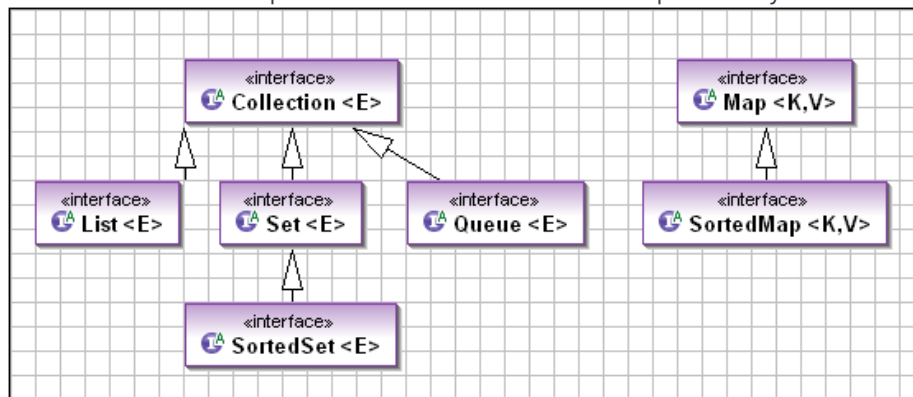 «interface»
Collection <E>
«interface»
Map <K,V>
«interface»
List <E>
«interface»
Set <E>
«interface»
Queue <E>
«interface»
SortedMap <K,V>
«interface»
SortedSet <E>